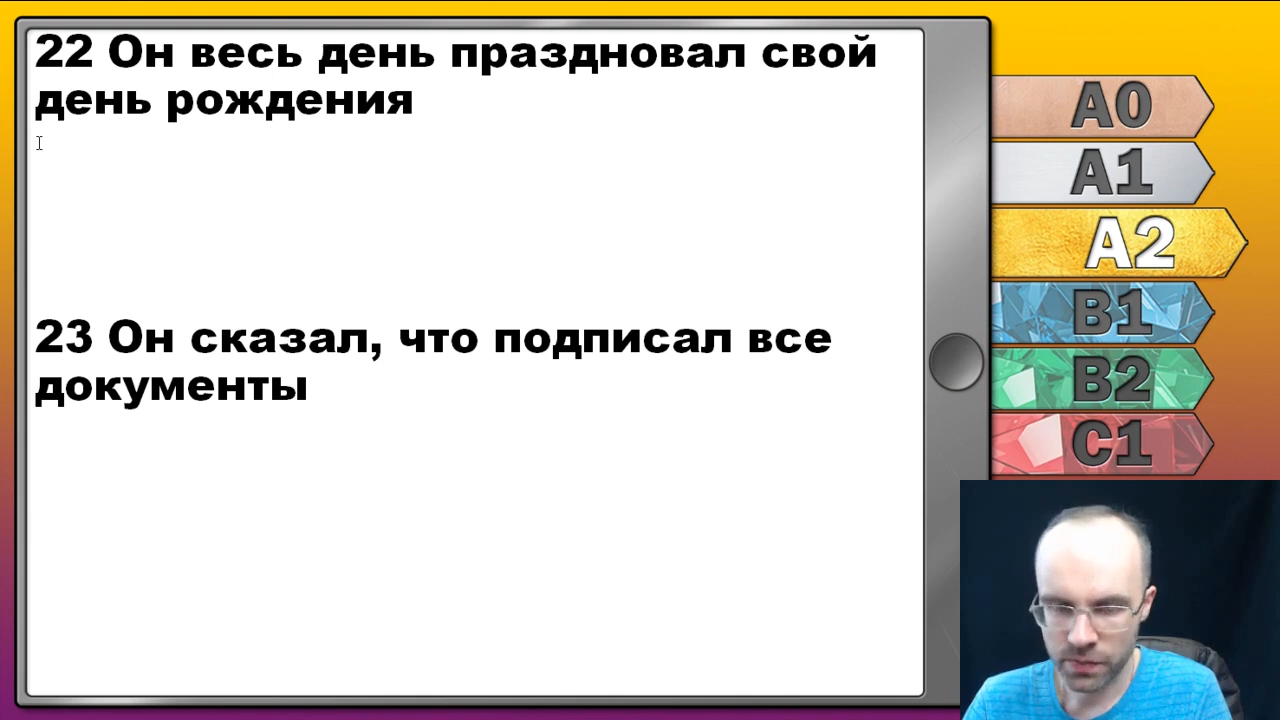 22 Он весь день праздновал свой
день рождения
23 Он сказал, что подписал все
документы
A0
A1
A2
B1
B2
C1